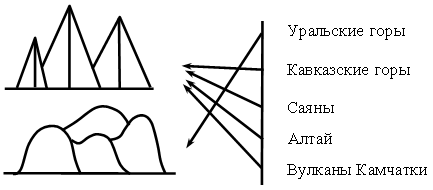 Уральские горы
Кавказские горы
Саяны
Алтай
Вулканы Камчатки